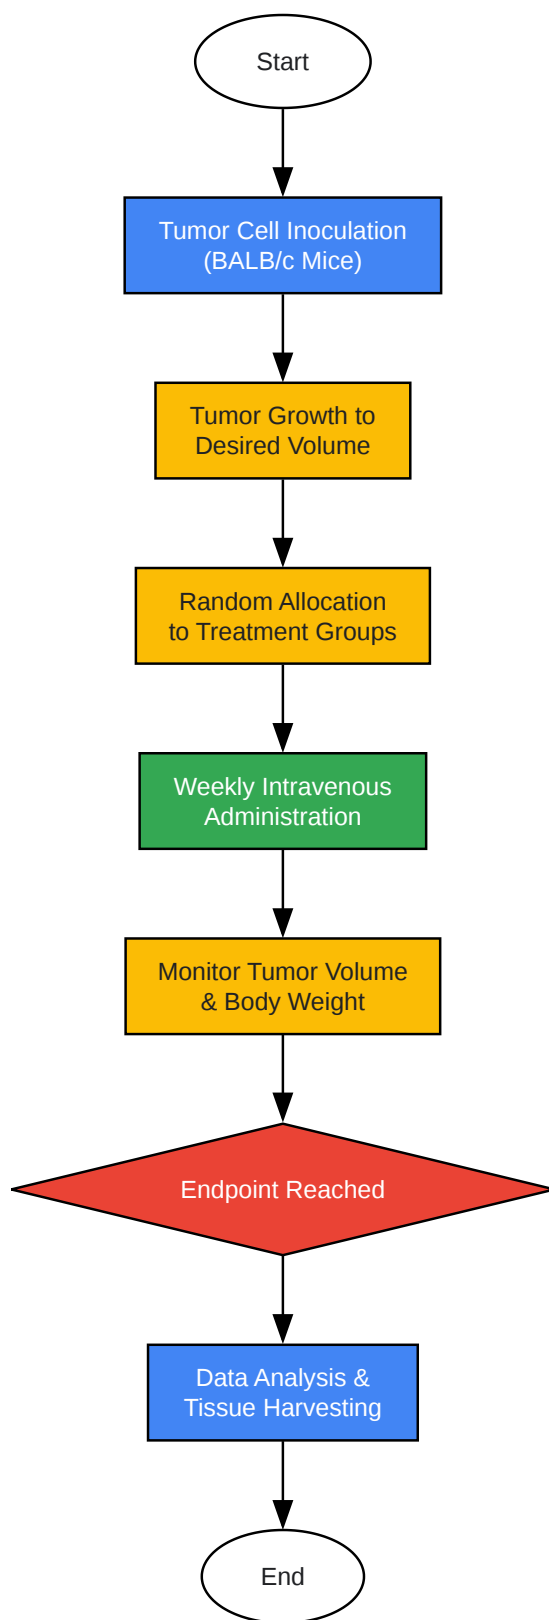 Start
Tumor Cell Inoculation
(BALB/c Mice)
Tumor Growth to
Desired Volume
Random Allocation
to Treatment Groups
Weekly Intravenous
Administration
Monitor Tumor Volume
& Body Weight
Endpoint Reached
Data Analysis &
Tissue Harvesting
End